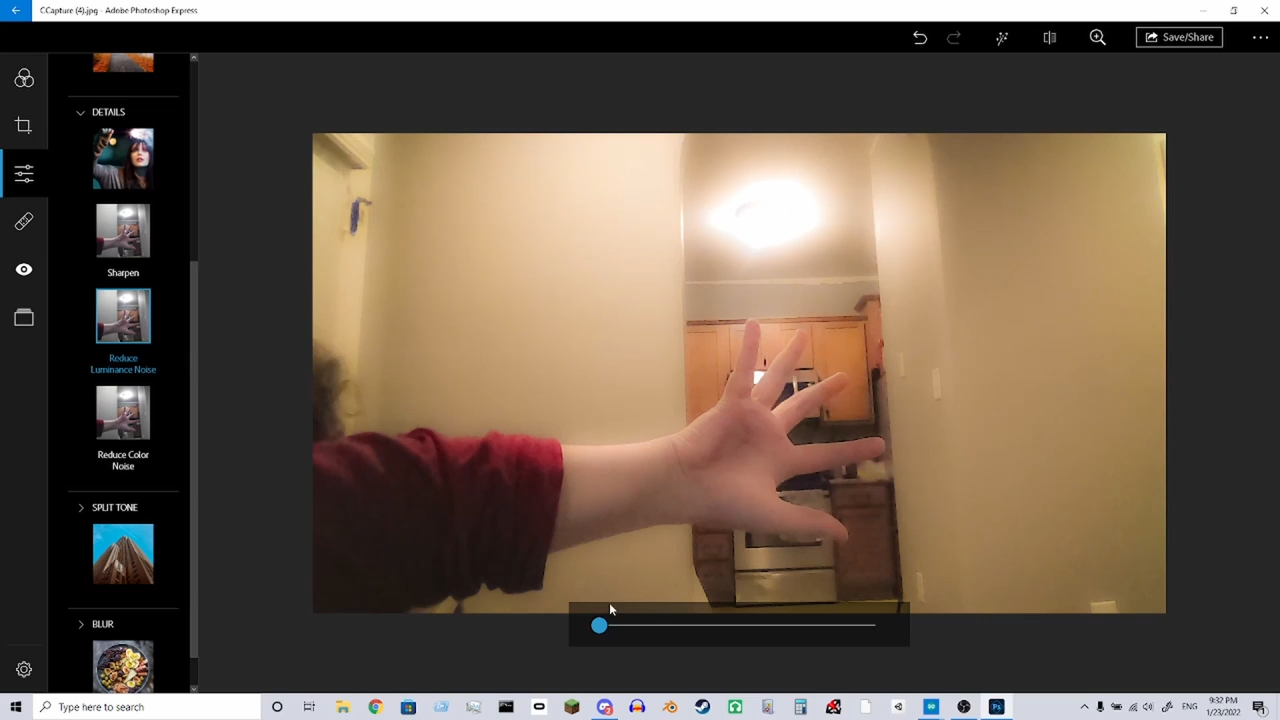 CCapture (4).jpg - Adobe Photoshop Express
Save/Share
DETAILS
Sharpen
Reduce
Luminance Noise
Reduce Color
Noise
SPLIT TONE
BLUR
Type here to search
9:32 PM
1/23/2022